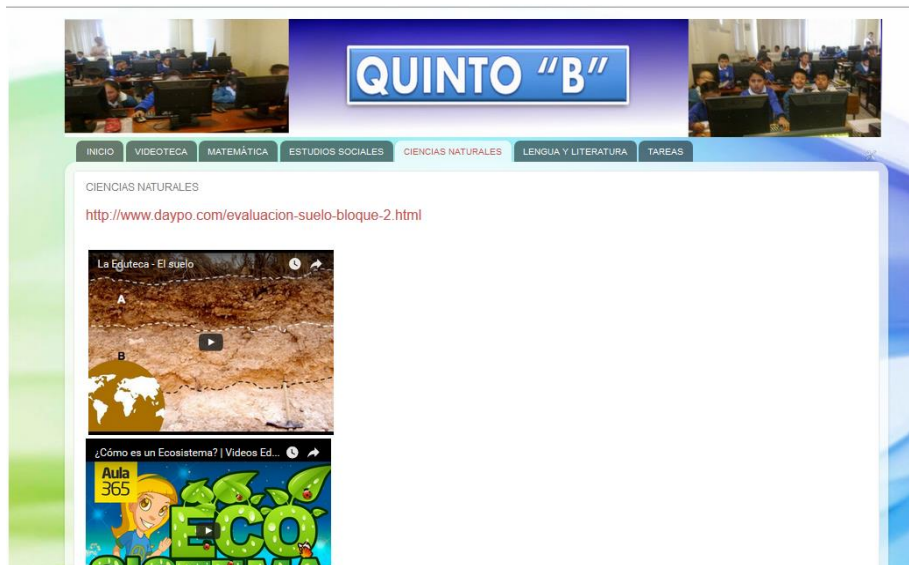 QUINTO “B”
INICIO VIDEOTECA MATEMÁTICA ESTUDIOS SOCIALES CIENCIAS NATURALES LENGUA Y LITERATURA TAREAS
CIENCIAS NATURALES
http://www.daypo.com/evaluacion-suelo-bloque-2.html
La Eduteca - El suelo
A
B
¿Cómo es un Ecosistema? | Videos Ed...
Aula
365
ECO
SISTEMA